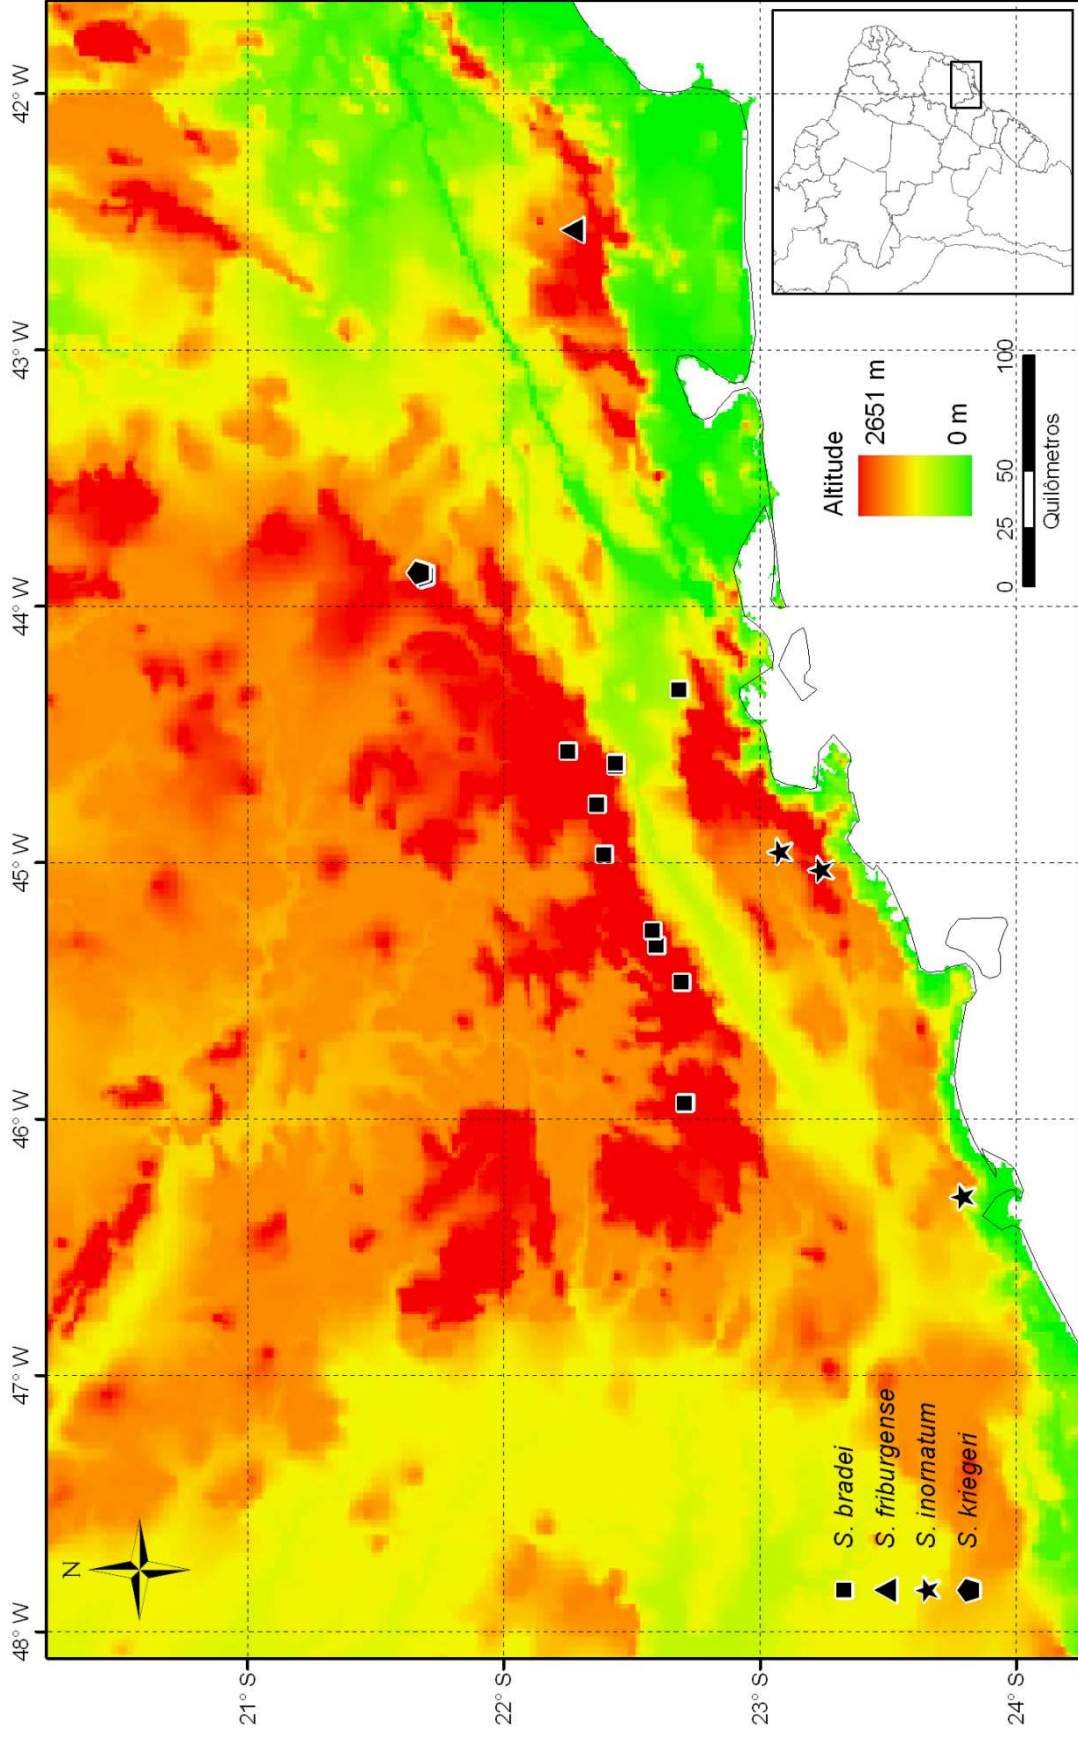 48° W
47° W
46° W
45° W
44° W
43° W
42° W
21° S
22° S
23° S
24° S
N
S. bradei
S. friburgense
S. inornatum
S. kriegeri
Altitude
2651 m
0 m
0 25 50 100
Quilômetros